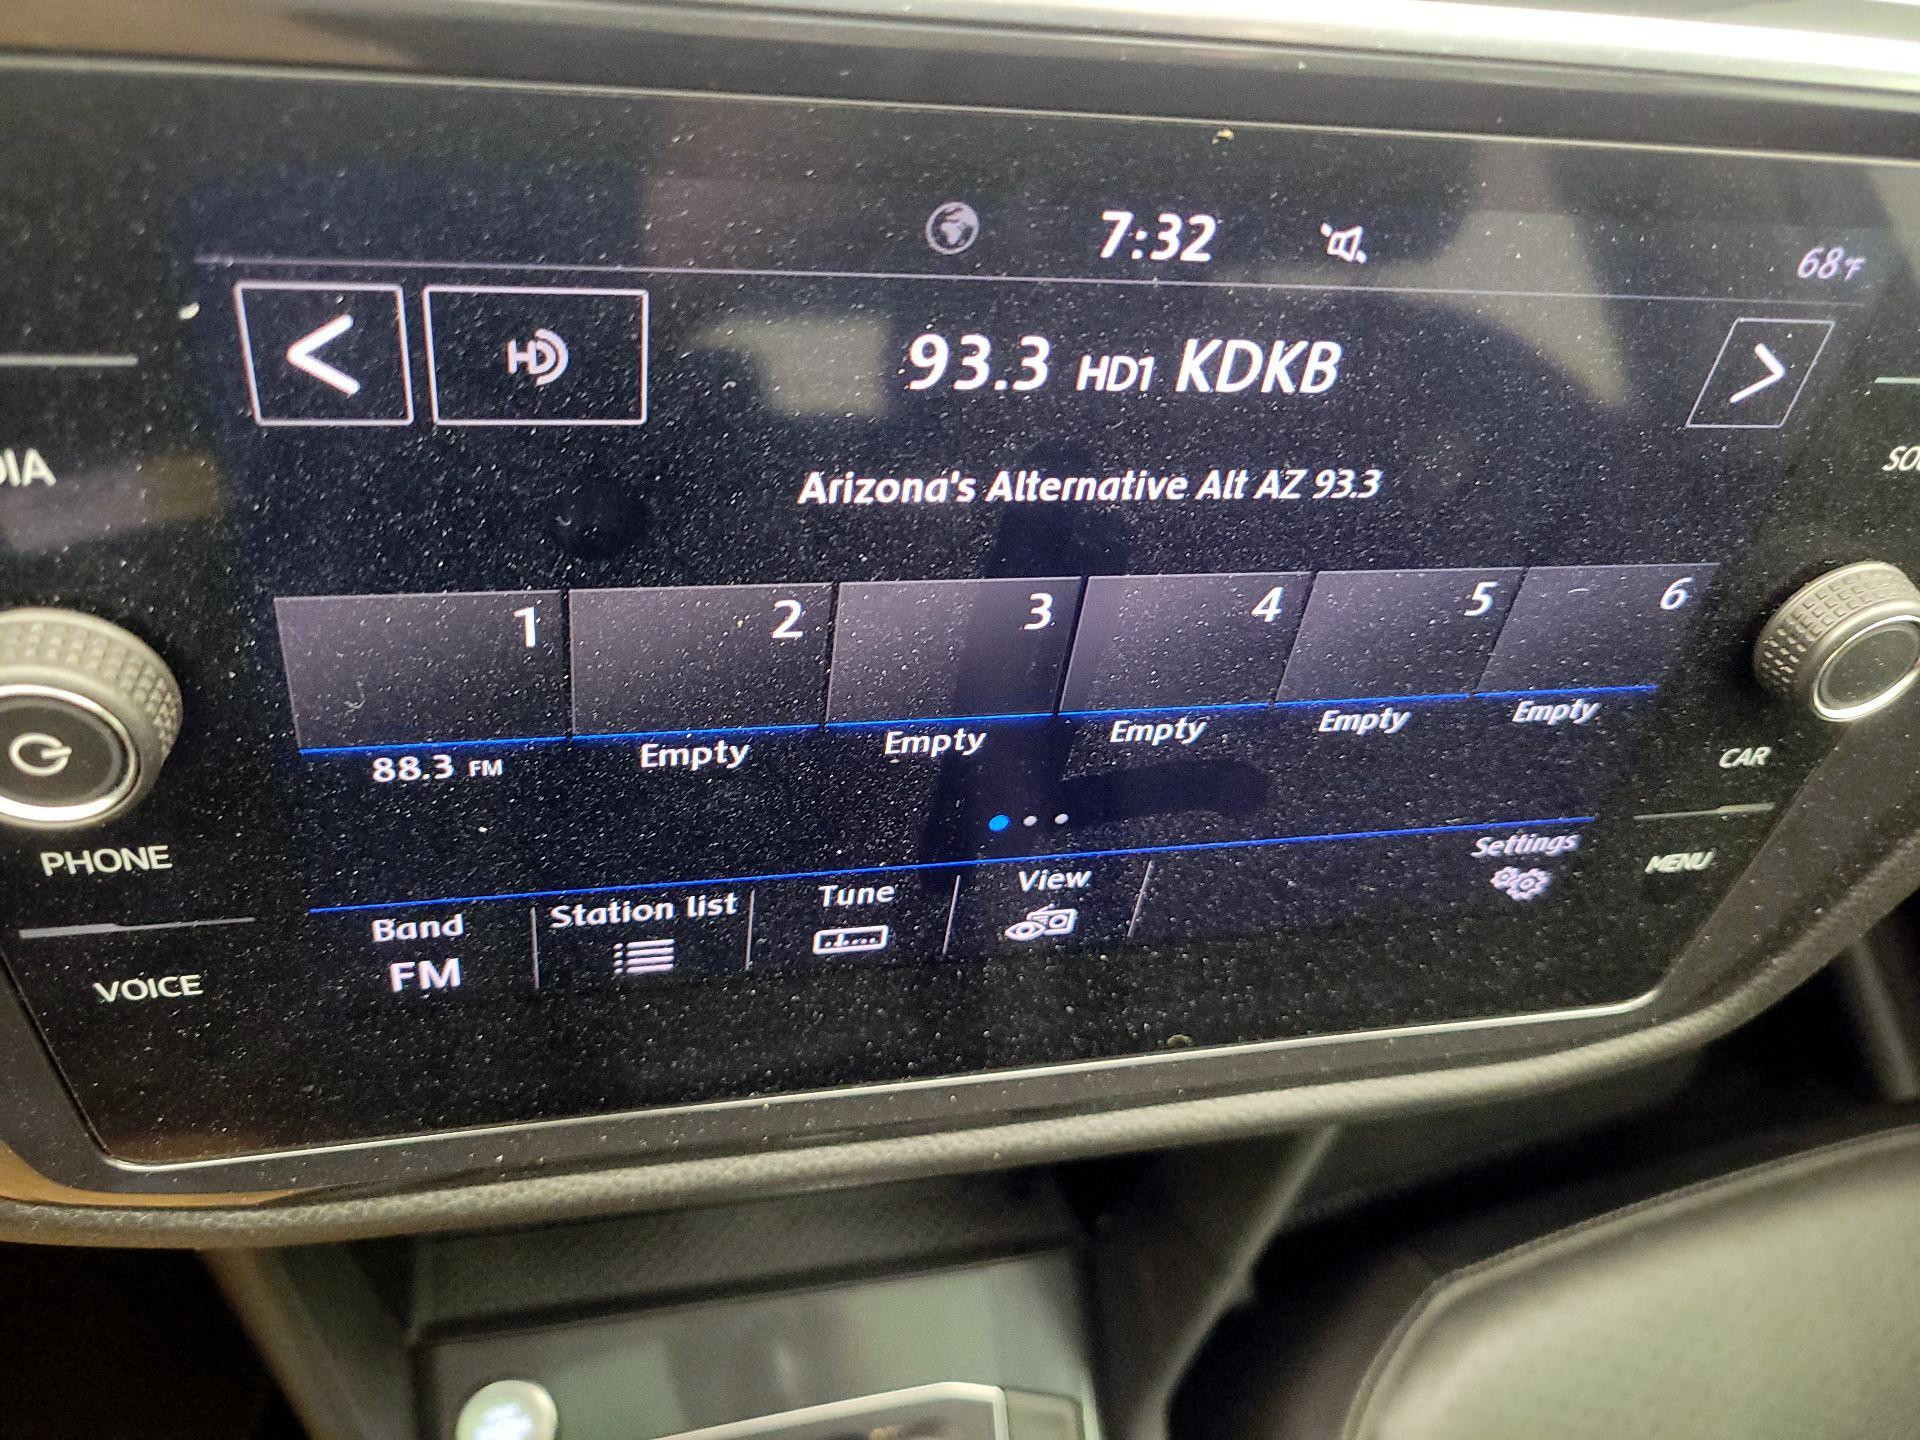 7:32
68°F
HD
93.3 HD1 KDKB
Arizona's Alternative Alt AZ 93.3
1 2 3 4 5 6
88.3 FM Empty Empty Empty Empty Empty
Band Station list Tune View Settings
FM
DIA
PHONE
VOICE
SO
CAR
MENU